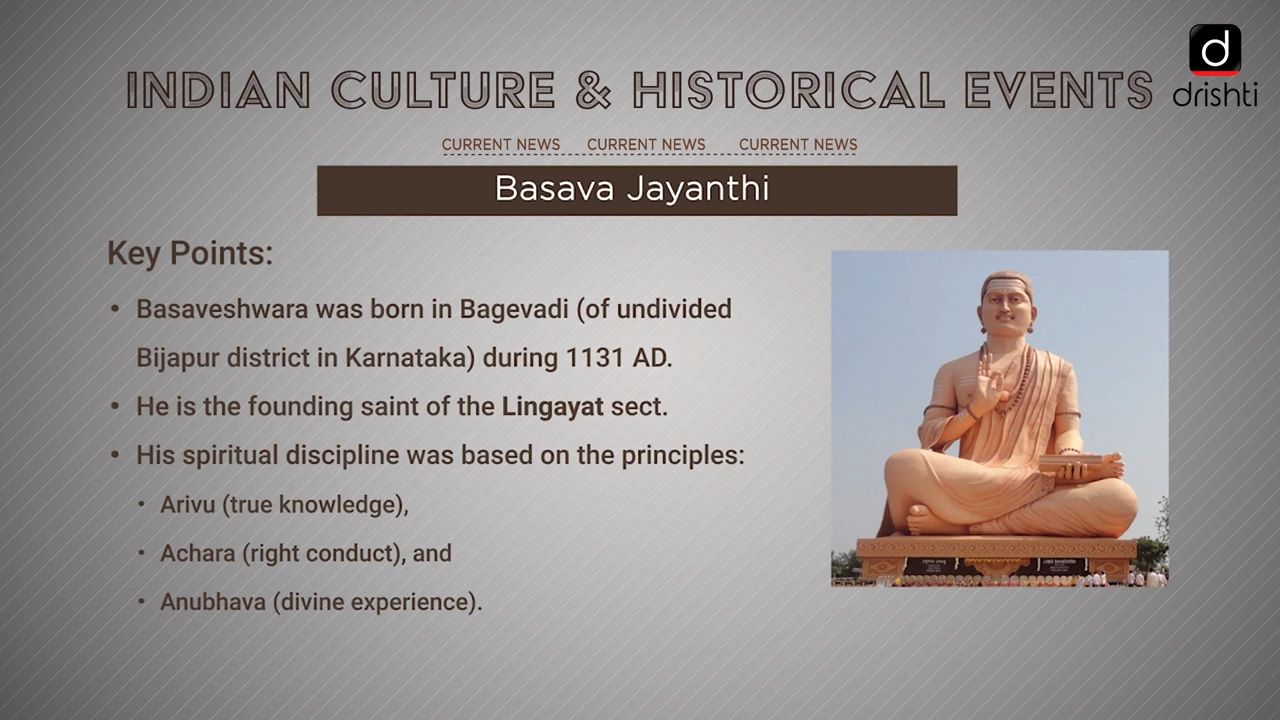 INDIAN CULTURE & HISTORICAL EVENTS
d
drishti
CURRENT NEWS CURRENT NEWS CURRENT NEWS
Basava Jayanthi
Key Points:
• Basaveshwara was born in Bagevadi (of undivided
Bijapur district in Karnataka) during 1131 AD.
• He is the founding saint of the Lingayat sect.
• His spiritual discipline was based on the principles:
• Arivu (true knowledge),
• Achara (right conduct), and
• Anubhava (divine experience).